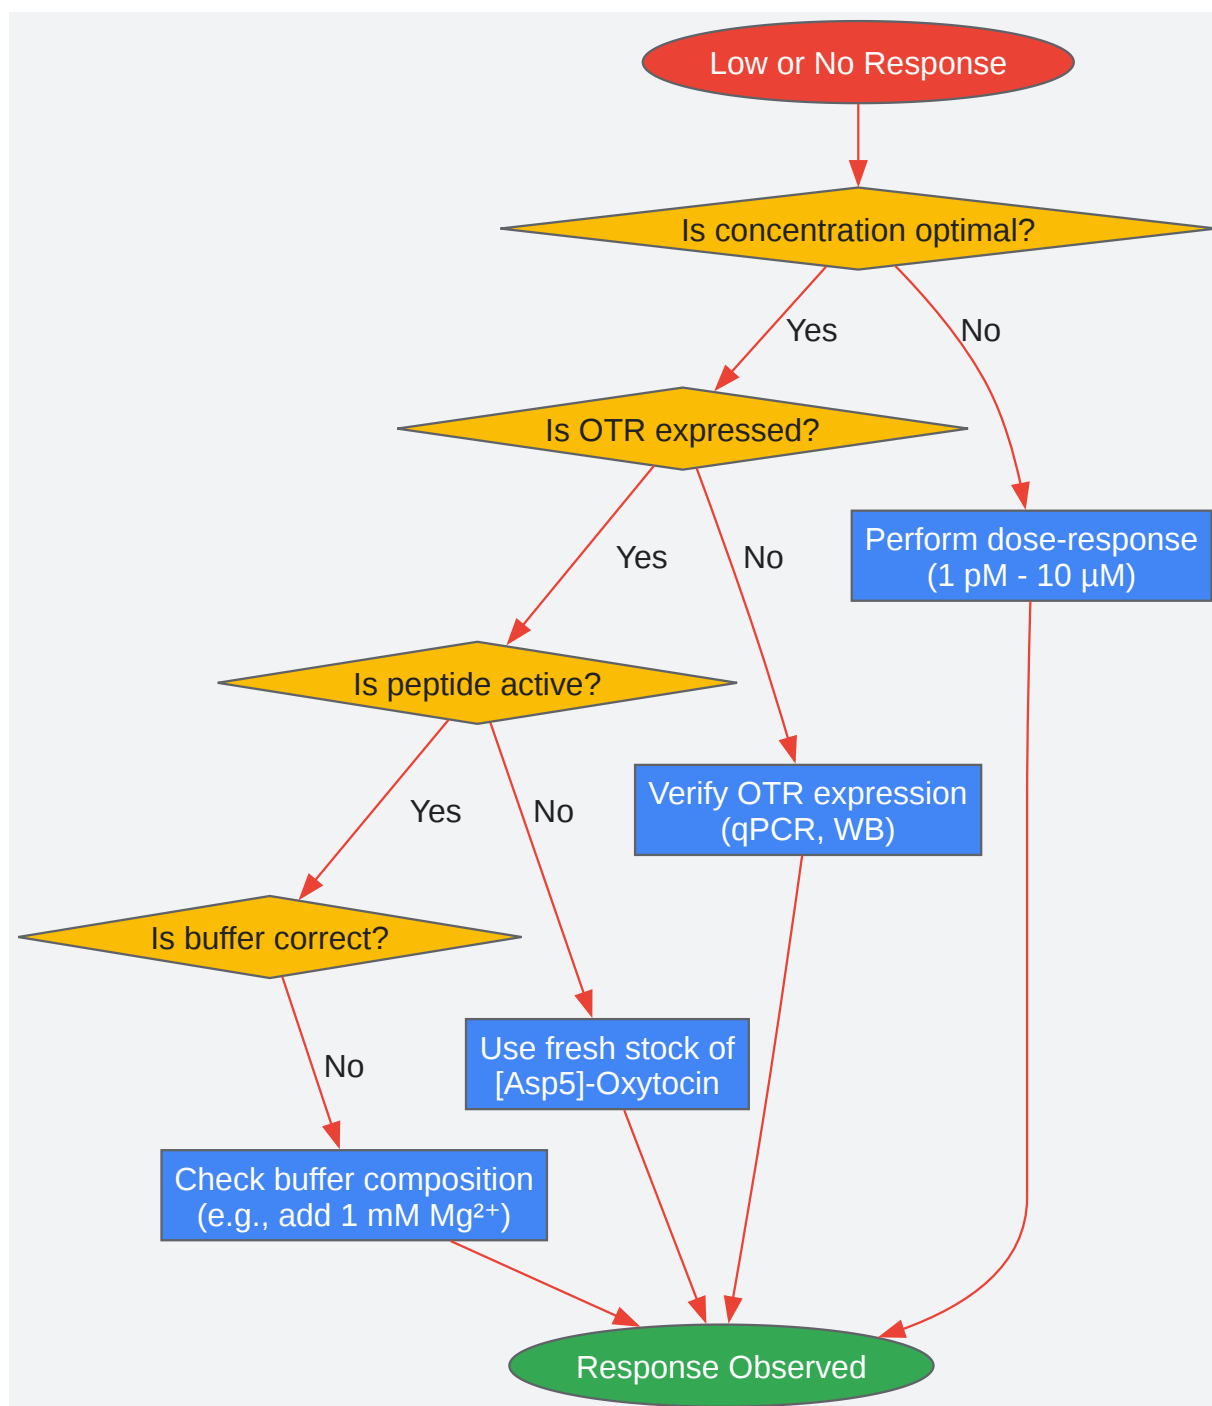 Low or No Response
Is concentration optimal?
Yes
No
Is OTR expressed?
Perform dose-response
(1 pM - 10 µM)
Yes
No
Is peptide active?
Verify OTR expression
(qPCR, WB)
Yes
No
Is buffer correct?
Use fresh stock of
[Asp5]-Oxytocin
No
Check buffer composition
(e.g., add 1 mM Mg²⁺)
Response Observed